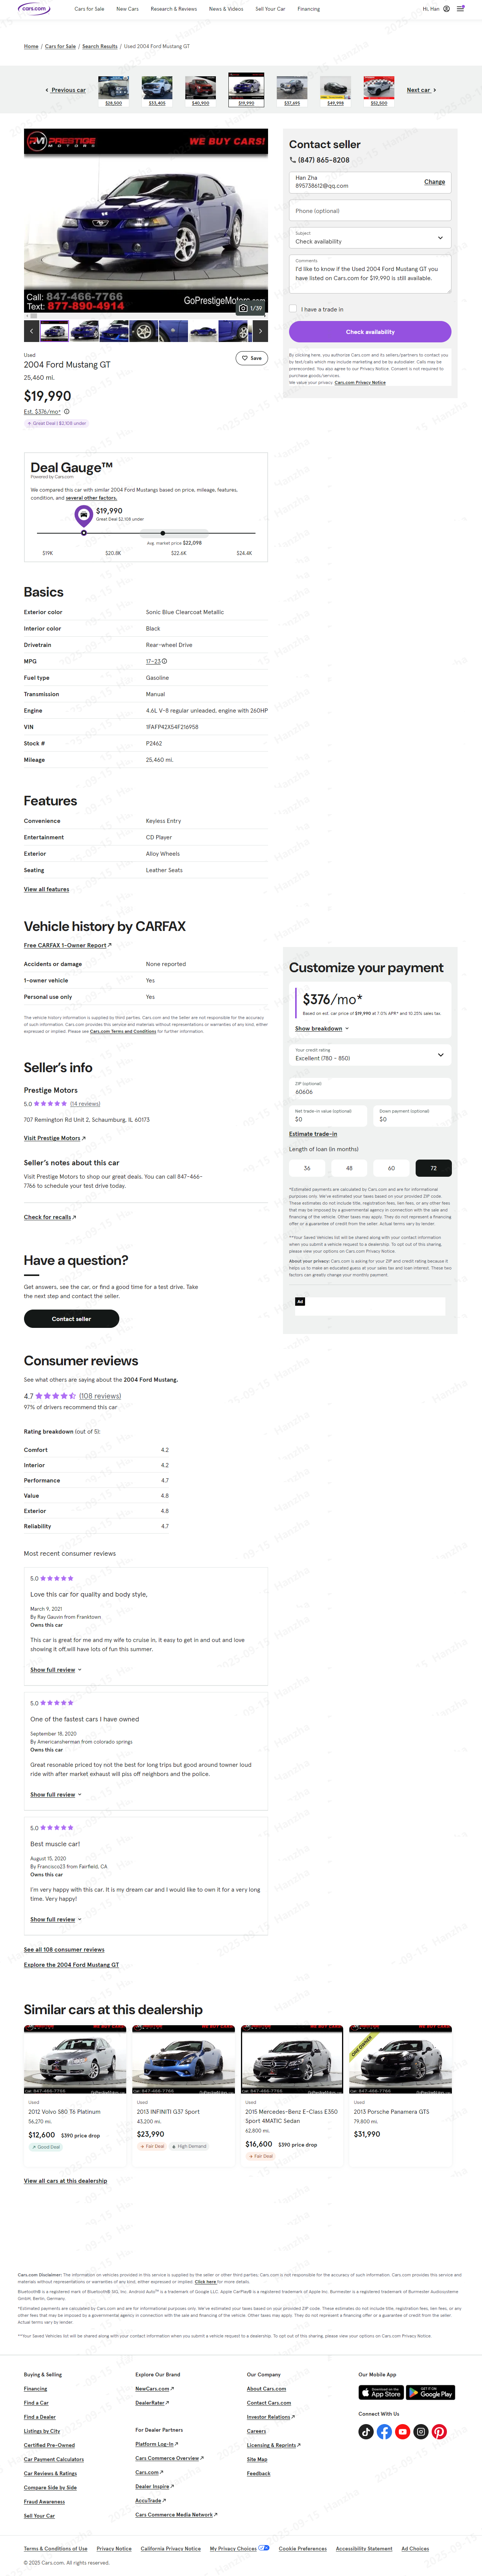 cars.com
Cars for Sale
New Cars
Research & Reviews
News & Videos
Sell Your Car
Financing
Hi, Han
Home / Cars for Sale / Search Results / Used 2004 Ford Mustang GT
Previous car
$28,500
$33,405
$40,900
$19,990
$37,695
$49,998
$52,500
Next car
PRESTIGE MOTORS
WE BUY CARS!
Call: 847-466-4914
Text: 877-466-7766
GoPrestigeMotors.com
1/39
Used
Save
2004 Ford Mustang GT
25,460 mi.
$19,990
Est. $376/mo*
Great Deal | $2,108 under
Deal Gauge™
Powered by Cars.com
We compared this car with similar 2004 Ford Mustangs based on price, mileage, features,
condition, and several other factors.
$19,990
Great Deal $2,108 under
Avg. market price $22,098
$19K
$20.8K
$22.6K
$24.4K
Basics
Exterior color Sonic Blue Clearcoat Metallic
Interior color Black
Drivetrain Rear-wheel Drive
MPG 17–23
Fuel type Gasoline
Transmission Manual
Engine 4.6L V-8 regular unleaded, engine with 260HP
VIN 1FAFP42X54F216958
Stock # P2462
Mileage 25,460 mi.
Features
Convenience Keyless Entry
Entertainment CD Player
Exterior Alloy Wheels
Seating Leather Seats
View all features
Vehicle history by CARFAX
Free CARFAX 1-Owner Report
Accidents or damage None reported
1-owner vehicle Yes
Personal use only Yes
The vehicle history information is supplied by third parties. Cars.com and the Seller are not responsible for the accuracy
of such information. Cars.com provides this service and materials without representations or warranties of any kind, either
expressed or implied. Please see Cars.com Terms and Conditions for further information.
Seller's info
Prestige Motors
5.0 (14 reviews)
707 Remington Rd Unit 2, Schaumburg, IL 60173
Visit Prestige Motors
Seller's notes about this car
Visit Prestige Motors to shop our great deals. You can call 847-466-
7766 to schedule your test drive today.
Check for recalls
Have a question?
Get answers, see the car, or find a good time for a test drive. Take
the next step and contact the seller.
Contact seller
Consumer reviews
See what others are saying about the 2004 Ford Mustang.
4.7 (108 reviews)
97% of drivers recommend this car
Rating breakdown (out of 5):
Comfort 4.2
Interior 4.2
Performance 4.7
Value 4.8
Exterior 4.8
Reliability 4.7
Most recent consumer reviews
5.0
Love this car for quality and body style,
March 9, 2021
By Ray Gauvin from Franktown
Owns this car
This car is great for me and my wife to cruise in, it easy to get in and out and love
showing it off,will have lots of fun this summer.
Show full review
5.0
One of the fastest cars I have owned
September 18, 2020
By Americansherman from colorado springs
Owns this car
Great resonable priced toy not the best for long trips but good around towner loud
ride with after market exhaust will piss off neighbors and the police.
Show full review
5.0
Best muscle car!
August 15, 2020
By Francisco23 from Fairfield, CA
Owns this car
I'm very happy with this car. It is my dream car and I would like to own it for a very long
time. Very happy!
Show full review
See all 108 consumer reviews
Explore the 2004 Ford Mustang GT
Contact seller
(847) 865-8208
Han Zha
895738612@qq.com
Change
Phone (optional)
Subject
Check availability
Comments
I'd like to know if the Used 2004 Ford Mustang GT you
have listed on Cars.com for $19,990 is still available.
I have a trade in
Check availability
By clicking here, you authorize Cars.com and its sellers/partners to contact you
by texts/calls which may include marketing and be by autodialer. Calls may be
prerecorded. You also agree to our Privacy Notice. Consent is not required to
purchase goods/services.
We value your privacy. Cars.com Privacy Notice
Customize your payment
$376/mo*
Based on est. car price of $19,990 at 7.0% APR* and 10.25% sales tax.
Show breakdown
Your credit rating
Excellent (780 - 850)
ZIP (optional)
60606
Net trade-in value (optional)
$0
Down payment (optional)
$0
Estimate trade-in
Length of loan (in months)
36
48
60
72
*Estimated payments are calculated by Cars.com and are for informational
purposes only. We've estimated your taxes based on your provided ZIP code.
These estimates do not include title, registration fees, lien fees, or any other fees
that may be imposed by a governmental agency in connection with the sale and
financing of the vehicle. Other taxes may apply. They do not represent a financing
offer or a guarantee of credit from the seller. Actual terms vary by lender.
**Your Saved Vehicles list will be shared along with your contact information
when you submit a vehicle request to a dealership. To opt out of this sharing,
please view your options on Cars.com Privacy Notice.
About your privacy: Cars.com is asking for your ZIP and credit rating because it
helps us to make an educated guess at your sales tax and loan interest. These two
factors can greatly change your monthly payment.
Ad
Similar cars at this dealership
Used
2012 Volvo S80 T6 Platinum
56,270 mi.
$12,600 $390 price drop
Good Deal
Used
2013 INFINITI G37 Sport
43,200 mi.
$23,990
Fair Deal
High Demand
Used
2015 Mercedes-Benz E-Class E350
Sport 4MATIC Sedan
62,800 mi.
$16,600 $390 price drop
Fair Deal
ONE OWNER
Used
2013 Porsche Panamera GTS
79,800 mi.
$31,990
View all cars at this dealership
Cars.com Disclaimer: The information on vehicles provided in this service is supplied by the seller or other third parties; Cars.com is not responsible for the accuracy of such information. Cars.com provides this service and
materials without representations or warranties of any kind, either expressed or implied. Click here for more details.
Bluetooth® is a registered mark of Bluetooth® SIG, Inc. Android Auto™ is a trademark of Google LLC. Apple CarPlay® is a registered trademark of Apple Inc. Burmester is a registered trademark of Burmester Audiosysteme
GmbH, Berlin, Germany.
*Estimated payments are calculated by Cars.com and are for informational purposes only. We've estimated your taxes based on your provided ZIP code. These estimates do not include title, registration fees, lien fees, or any
other fees that may be imposed by a governmental agency in connection with the sale and financing of the vehicle. Other taxes may apply. They do not represent a financing offer or a guarantee of credit from the seller.
Actual terms vary by lender.
**Your Saved Vehicles list will be shared along with your contact information when you submit a vehicle request to a dealership. To opt out of this sharing, please view your options on Cars.com Privacy Notice.
Buying & Selling
Financing
Find a Car
Find a Dealer
Listings by City
Certified Pre-Owned
Car Payment Calculators
Car Reviews & Ratings
Compare Side by Side
Fraud Awareness
Sell Your Car
Explore Our Brand
NewCars.com
DealerRater
For Dealer Partners
Platform Log-In
Cars Commerce Overview
Cars.com
Dealer Inspire
AccuTrade
Cars Commerce Media Network
Our Company
About Cars.com
Contact Cars.com
Investor Relations
Careers
Licensing & Reprints
Site Map
Feedback
Our Mobile App
Download on the App Store
GET IT ON Google Play
Connect With Us
Terms & Conditions of Use
Privacy Notice
California Privacy Notice
My Privacy Choices
Cookie Preferences
Accessibility Statement
Ad Choices
© 2025 Cars.com. All rights reserved.